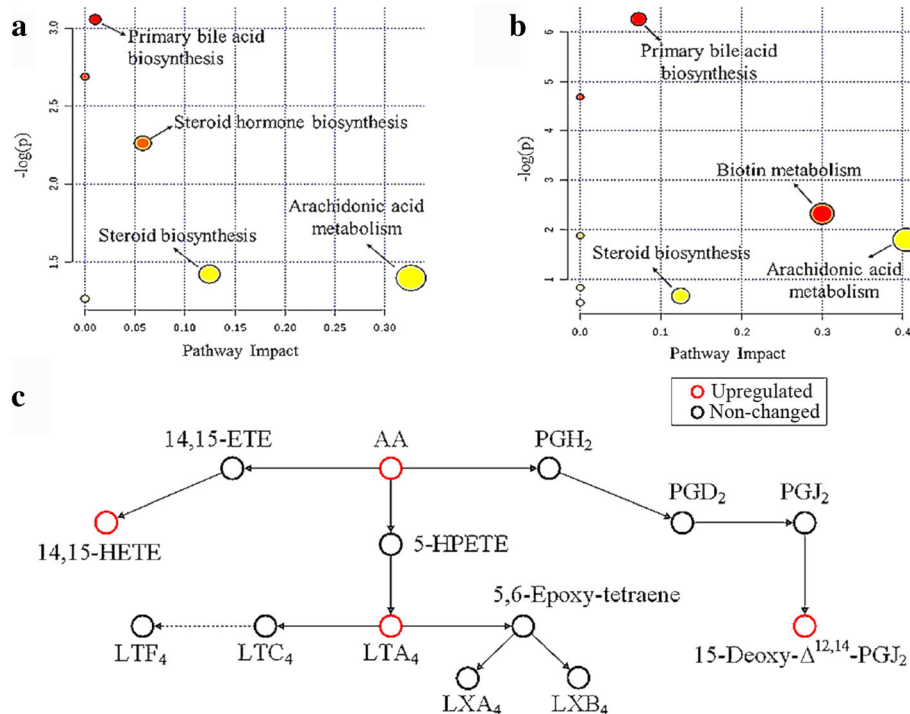 a
3.0
2.5
2.0
1.5
-log(p)
Primary bile acid
biosynthesis
Steroid hormone biosynthesis
Arachidonic acid
metabolism
Steroid biosynthesis
0.00 0.05 0.10 0.15 0.20 0.25 0.30
Pathway Impact
b
6
5
4
3
2
1
-log(p)
Primary bile acid
biosynthesis
Biotin metabolism
Steroid biosynthesis
Arachidonic acid
metabolism
0.0 0.1 0.2 0.3 0.4
Pathway Impact
c
Upregulated
Non-changed
14,15-ETE
AA
PGH₂
PGD₂
PGJ₂
14,15-HETE
5-HPETE
5,6-Epoxy-tetraene
LTF₄
LTC₄
LTA₄
15-Deoxy-Δ¹²,¹⁴-PGJ₂
LXA₄
LXB₄